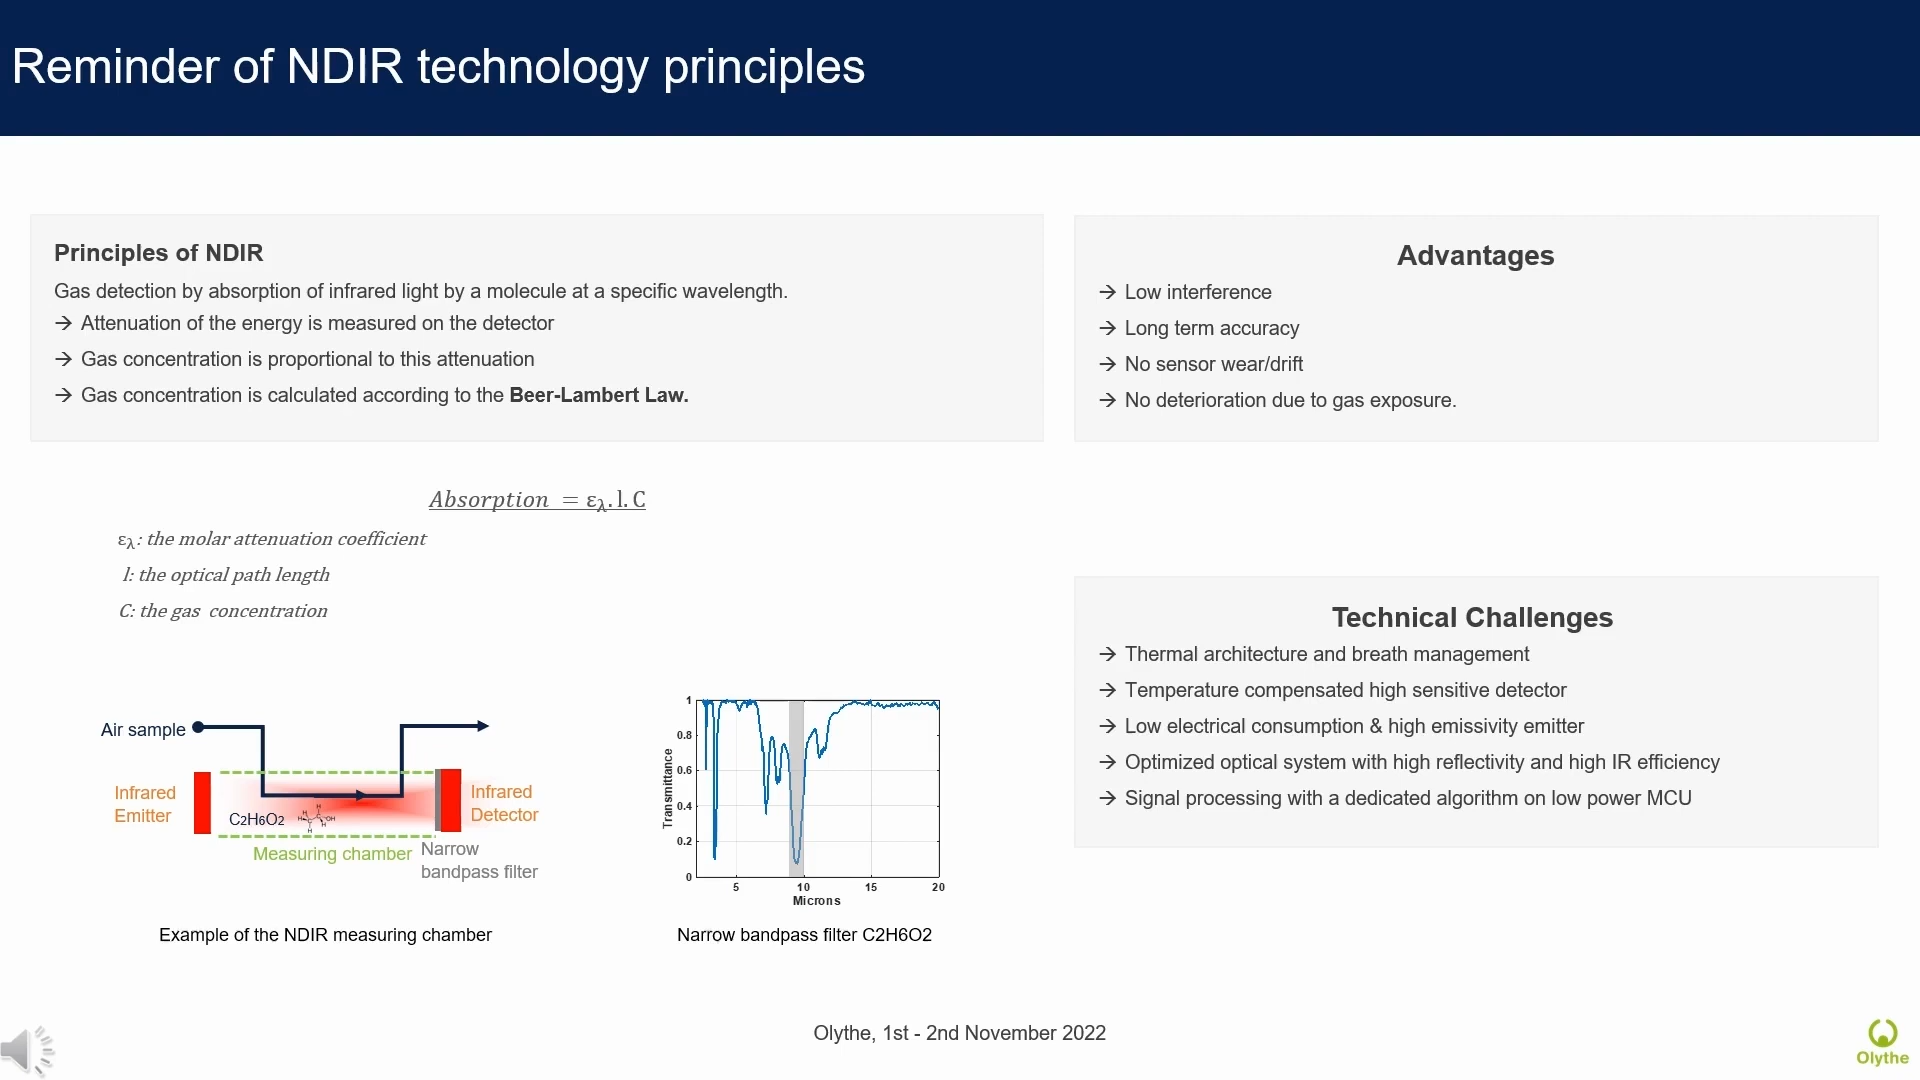 Reminder of NDIR technology principles
Principles of NDIR
Gas detection by absorption of infrared light by a molecule at a specific wavelength.
→ Attenuation of the energy is measured on the detector
→ Gas concentration is proportional to this attenuation
→ Gas concentration is calculated according to the Beer-Lambert Law.
Absorption = ελ.l.C
ελ: the molar attenuation coefficient
l: the optical path length
C: the gas concentration
Air sample
Infrared
Emitter
C2H6O2
Infrared
Detector
Measuring chamber
Narrow
bandpass filter
Example of the NDIR measuring chamber
Transmittance
1
0.8
0.6
0.4
0.2
0
5 10 15 20
Microns
Narrow bandpass filter C2H6O2
Advantages
→ Low interference
→ Long term accuracy
→ No sensor wear/drift
→ No deterioration due to gas exposure.
Technical Challenges
→ Thermal architecture and breath management
→ Temperature compensated high sensitive detector
→ Low electrical consumption & high emissivity emitter
→ Optimized optical system with high reflectivity and high IR efficiency
→ Signal processing with a dedicated algorithm on low power MCU
Olythe, 1st - 2nd November 2022
Olythe